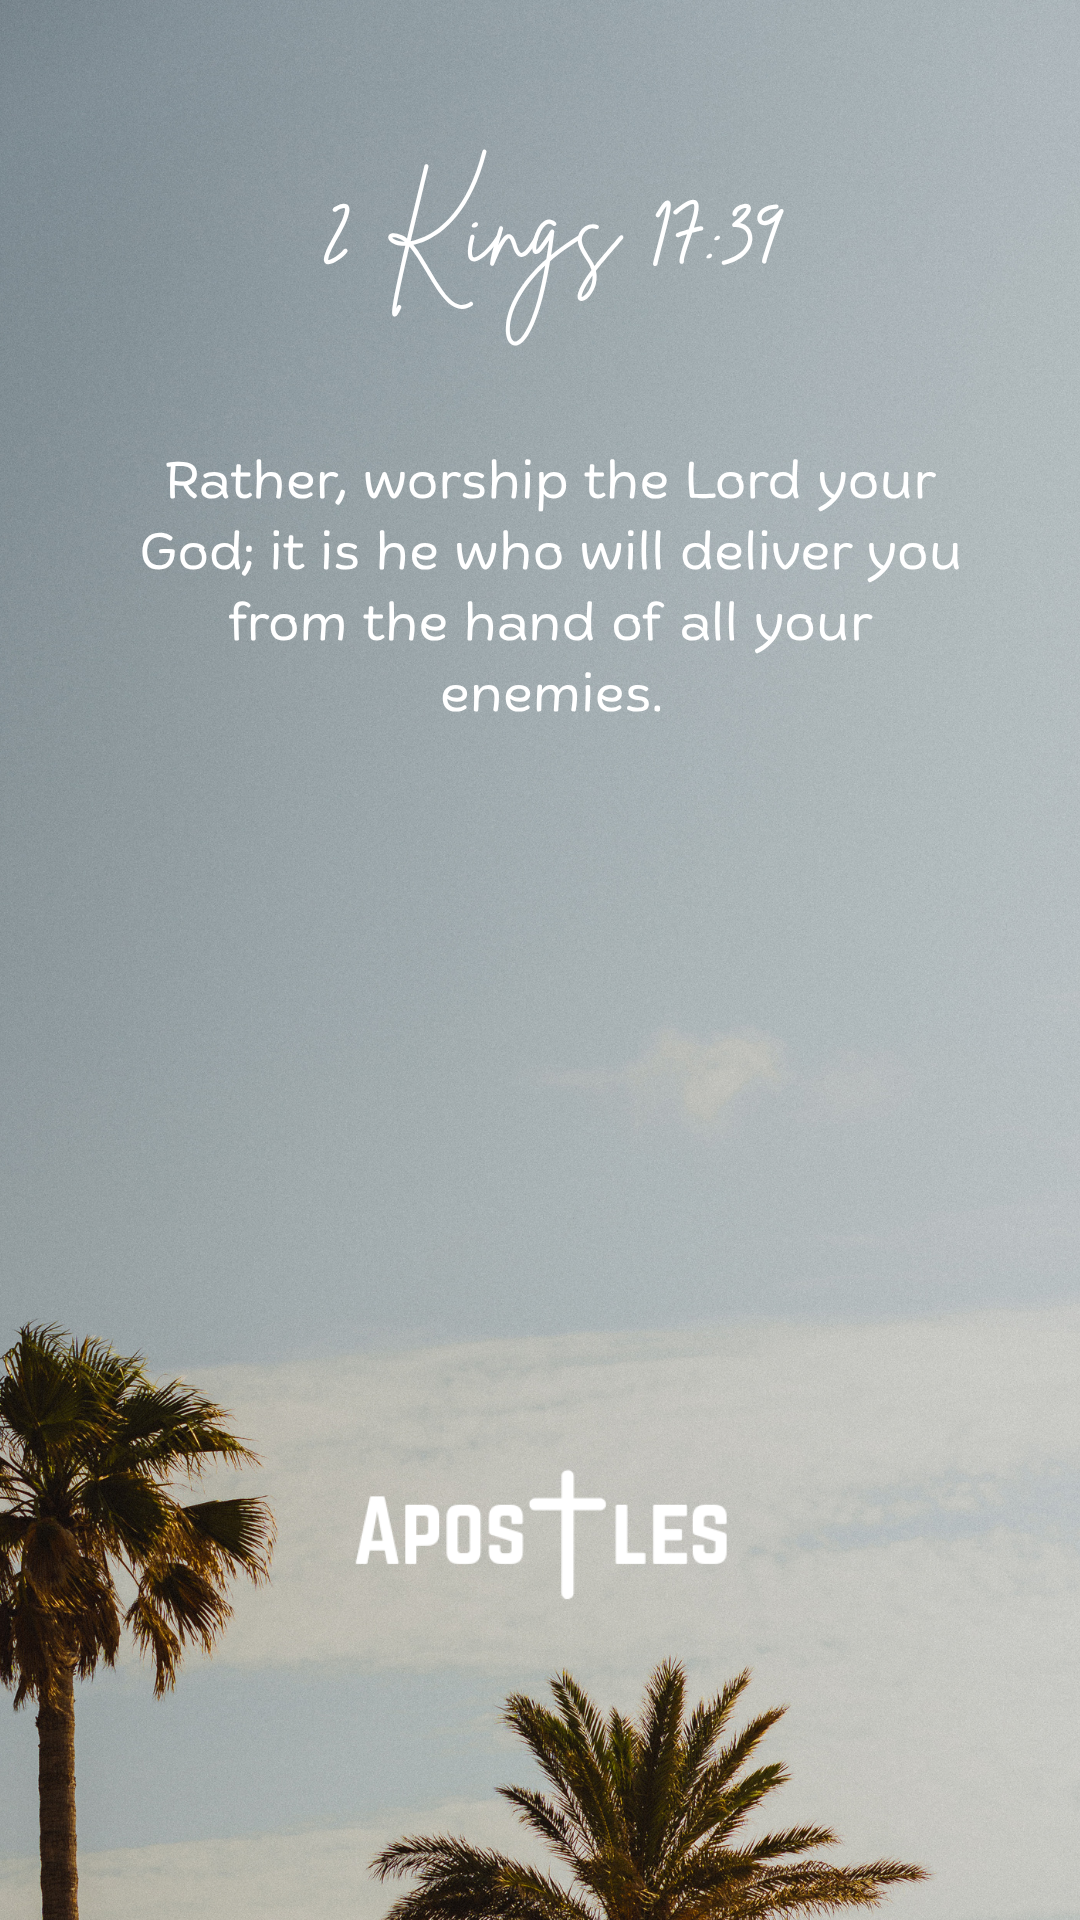 2 Kings 17:39
Rather, worship the Lord your
God; it is he who will deliver you
from the hand of all your
enemies.
APOSTLES